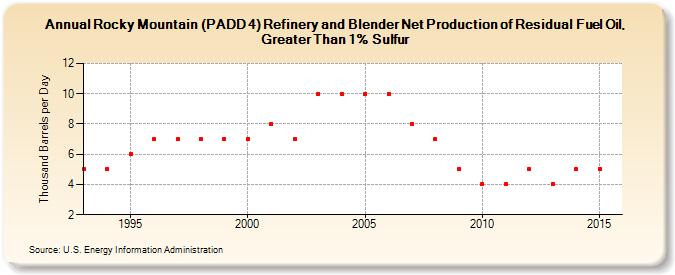 Annual Rocky Mountain (PADD 4) Refinery and Blender Net Production of Residual Fuel Oil,
Greater Than 1% Sulfur
Thousand Barrels per Day
12
10
8
6
4
2
1995 2000 2005 2010 2015
Source: U.S. Energy Information Administration